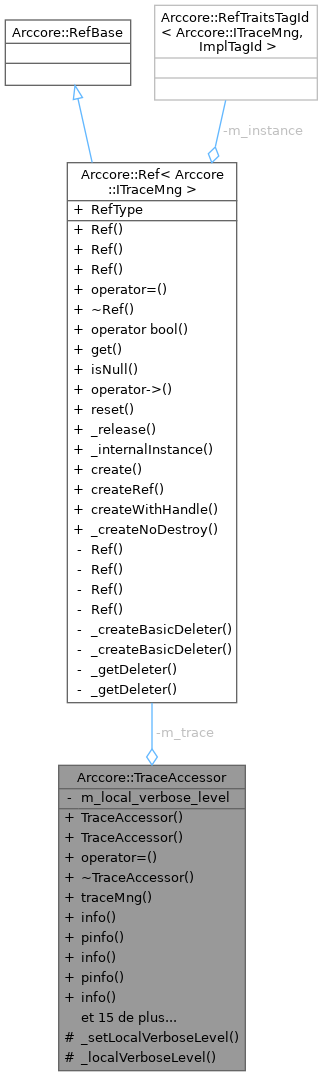 Arccore::RefBase
Arccore::RefTraitsTagId
< Arccore::ITraceMng,
ImplTagId >
-m_instance
Arccore::Ref< Arccore
::ITraceMng >
+ RefType
+ Ref()
+ Ref()
+ Ref()
+ operator=()
+ ~Ref()
+ operator bool()
+ get()
+ isNull()
+ operator->()
+ reset()
+ _release()
+ _internalInstance()
+ create()
+ createRef()
+ createWithHandle()
+ _createNoDestroy()
- Ref()
- Ref()
- Ref()
- Ref()
- _createBasicDeleter()
- _createBasicDeleter()
- _getDeleter()
- _getDeleter()
-m_trace
Arccore::TraceAccessor
- m_local_verbose_level
+ TraceAccessor()
+ TraceAccessor()
+ operator=()
+ ~TraceAccessor()
+ traceMng()
+ info()
+ pinfo()
+ info()
+ pinfo()
+ info()
et 15 de plus...
# _setLocalVerboseLevel()
# _localVerboseLevel()